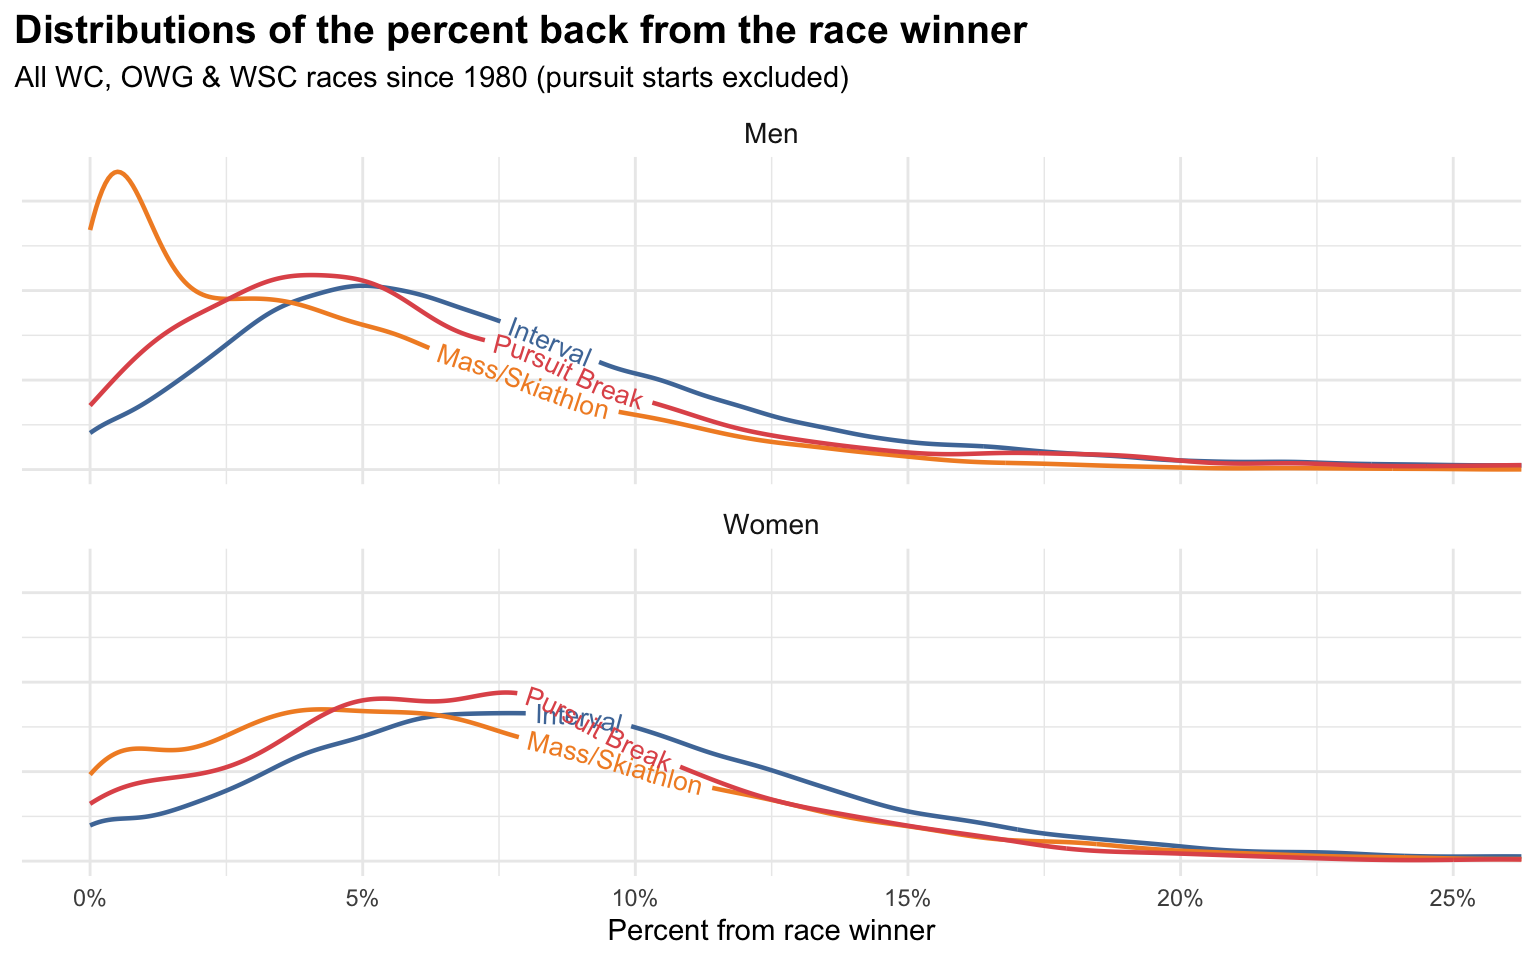 Distributions of the percent back from the race winner
All WC, OWG & WSC races since 1980 (pursuit starts excluded)
Men
Interval
Pursuit Break
Mass/Skiathlon
Women
Pursuit Break
Interval
Mass/Skiathlon
0% 5% 10% 15% 20% 25%
Percent from race winner